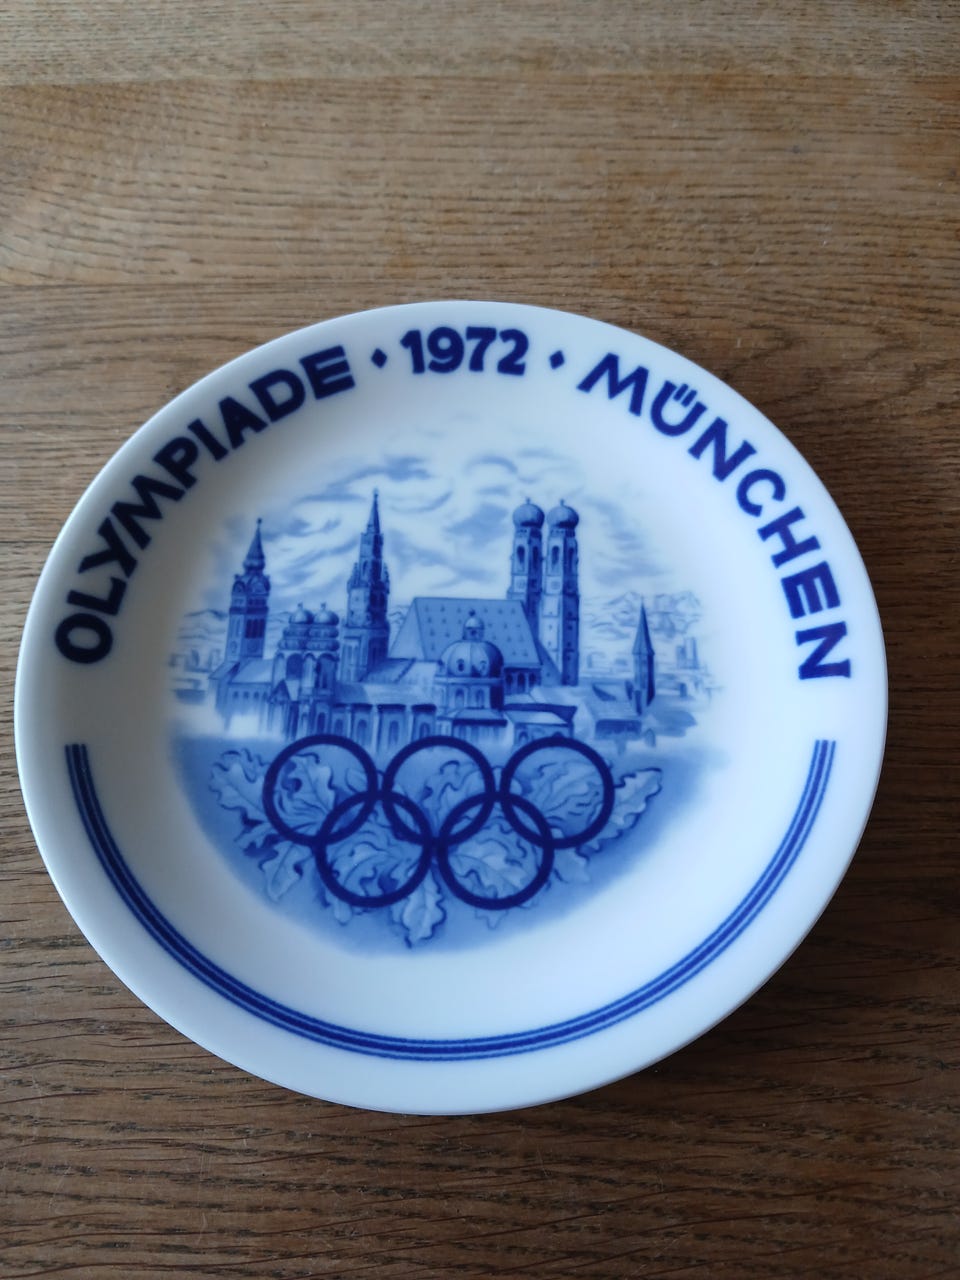 OLYMPIADE ⬥ 1972 ⬥ MÜNCHEN